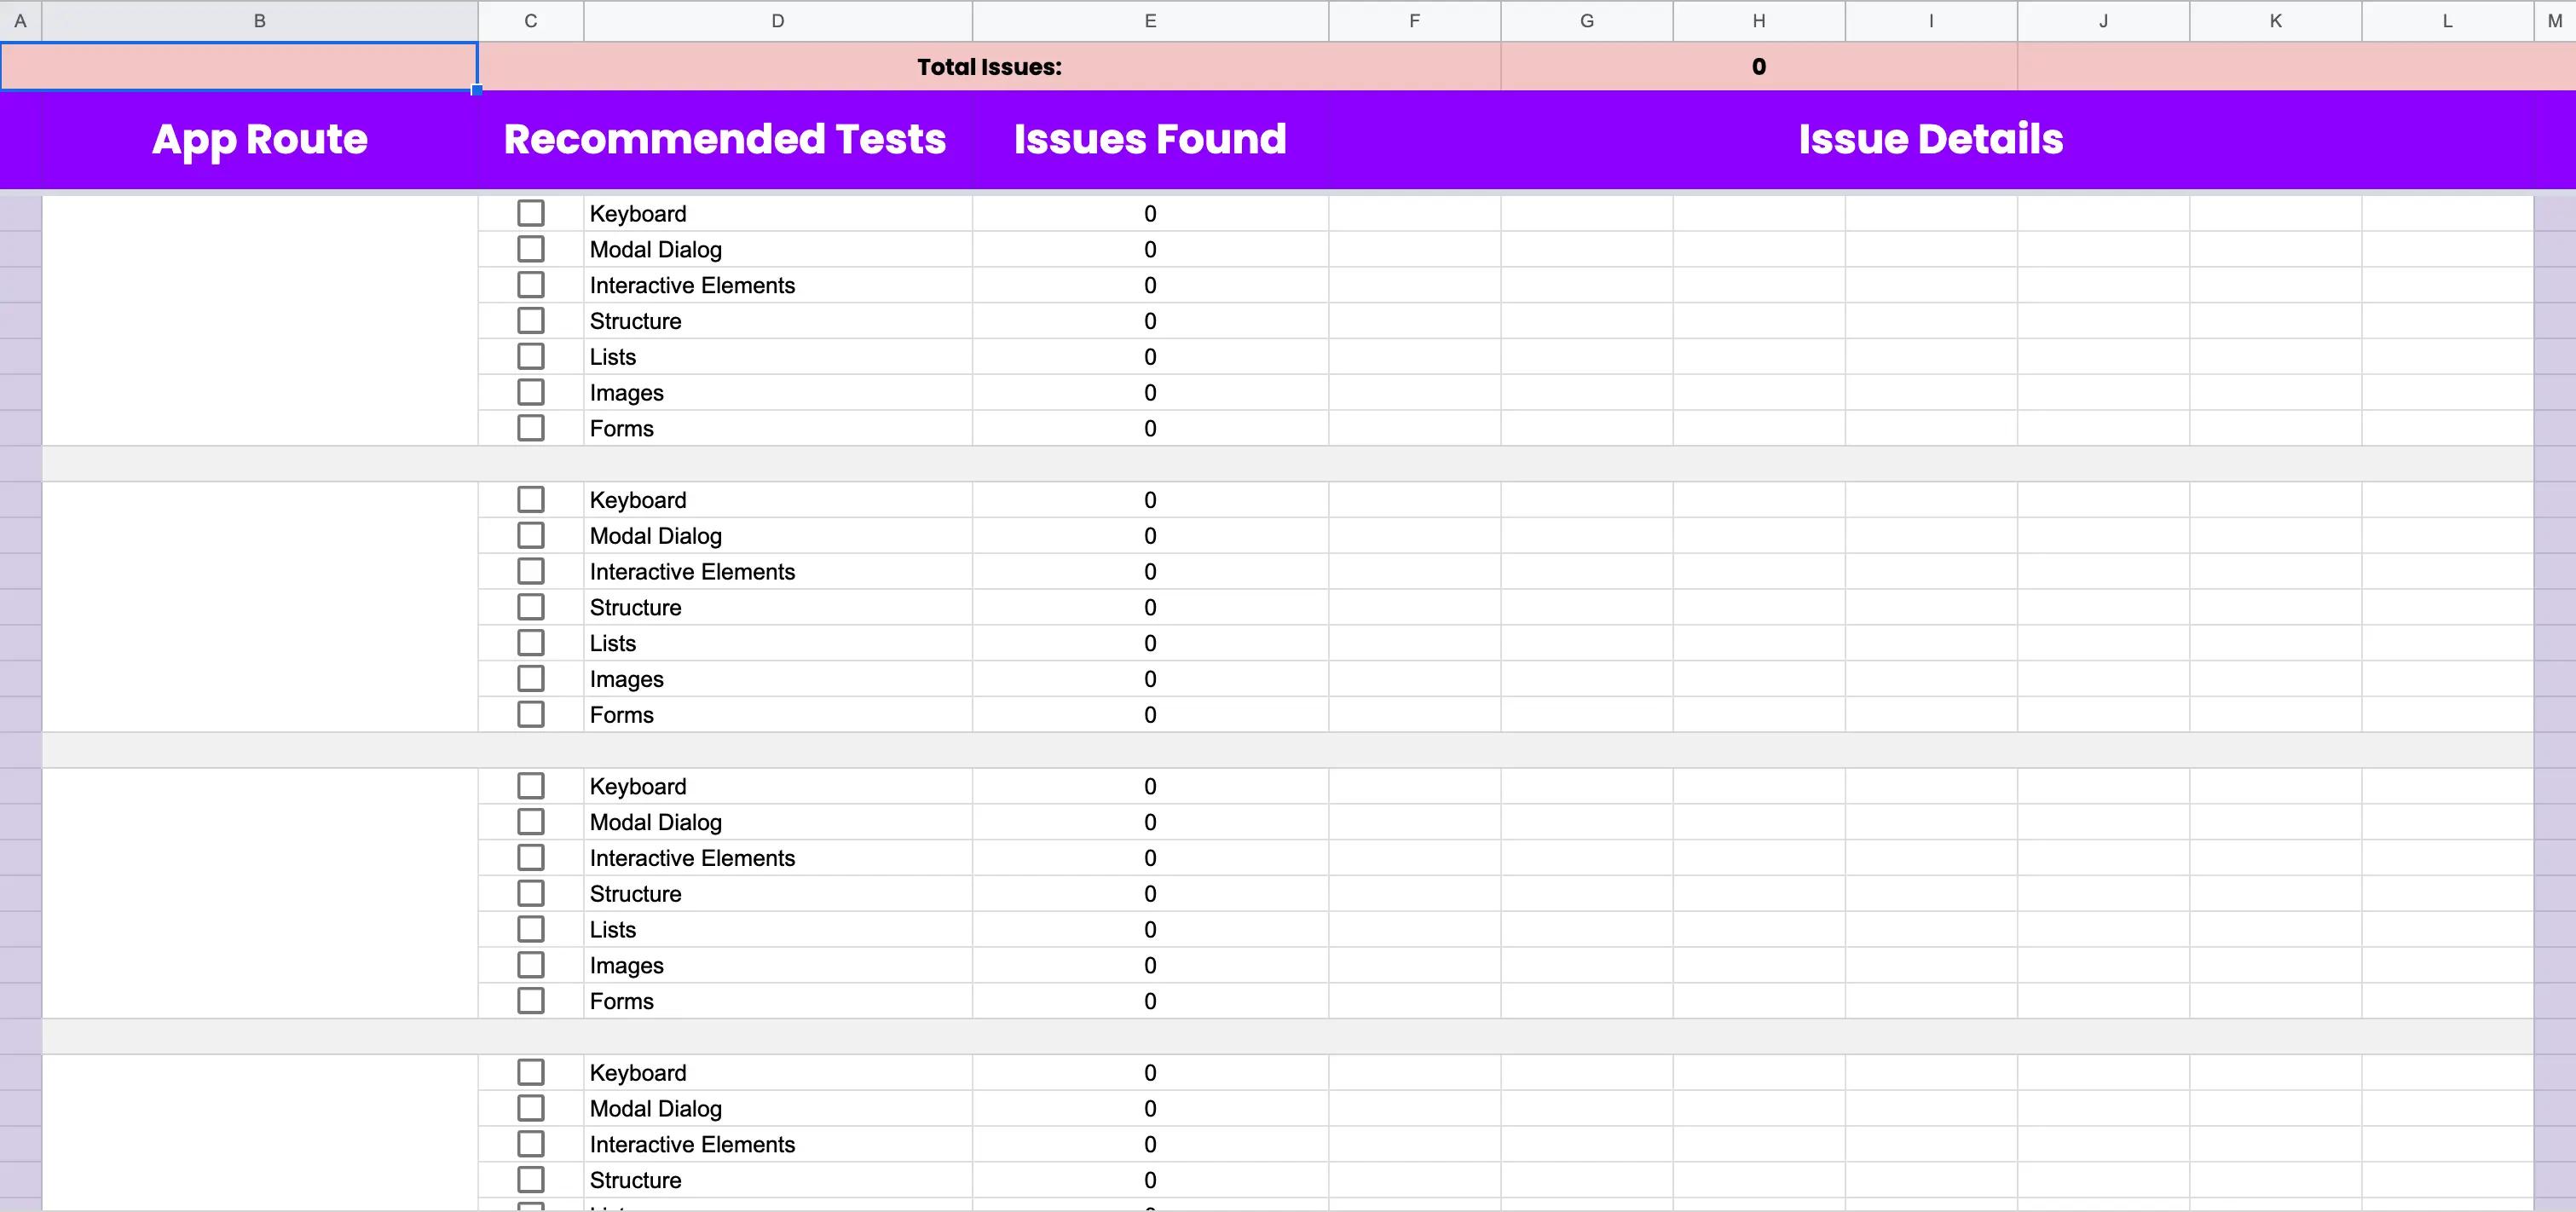 A B C D E F G H I J K L M
Total Issues: 0
App Route Recommended Tests Issues Found Issue Details
Keyboard 0
Modal Dialog 0
Interactive Elements 0
Structure 0
Lists 0
Images 0
Forms 0
Keyboard 0
Modal Dialog 0
Interactive Elements 0
Structure 0
Lists 0
Images 0
Forms 0
Keyboard 0
Modal Dialog 0
Interactive Elements 0
Structure 0
Lists 0
Images 0
Forms 0
Keyboard 0
Modal Dialog 0
Interactive Elements 0
Structure 0